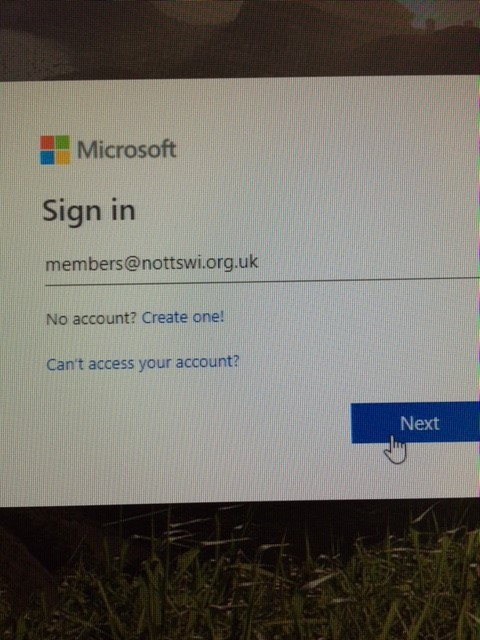 Microsoft
Sign in
members@nottswi.org.uk
No account? Create one!
Can't access your account?
Next